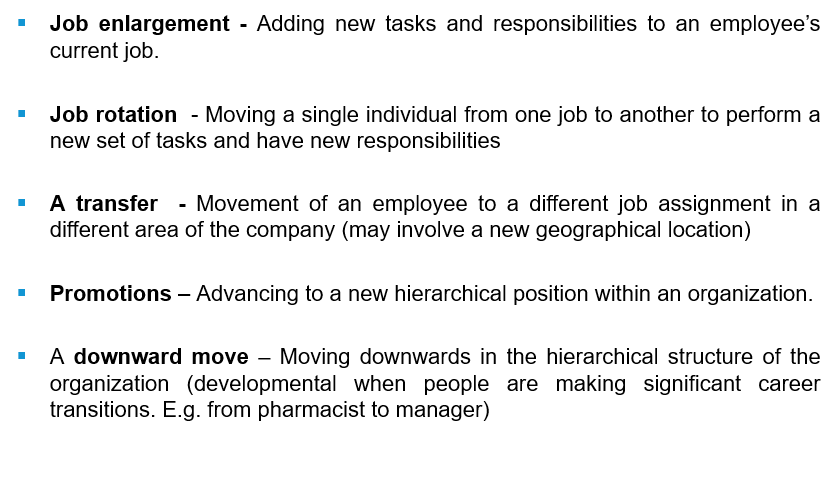 ▪ Job enlargement - Adding new tasks and responsibilities to an employee’s
current job.
▪ Job rotation - Moving a single individual from one job to another to perform a
new set of tasks and have new responsibilities
▪ A transfer - Movement of an employee to a different job assignment in a
different area of the company (may involve a new geographical location)
▪ Promotions – Advancing to a new hierarchical position within an organization.
▪ A downward move – Moving downwards in the hierarchical structure of the
organization (developmental when people are making significant career
transitions. E.g. from pharmacist to manager)